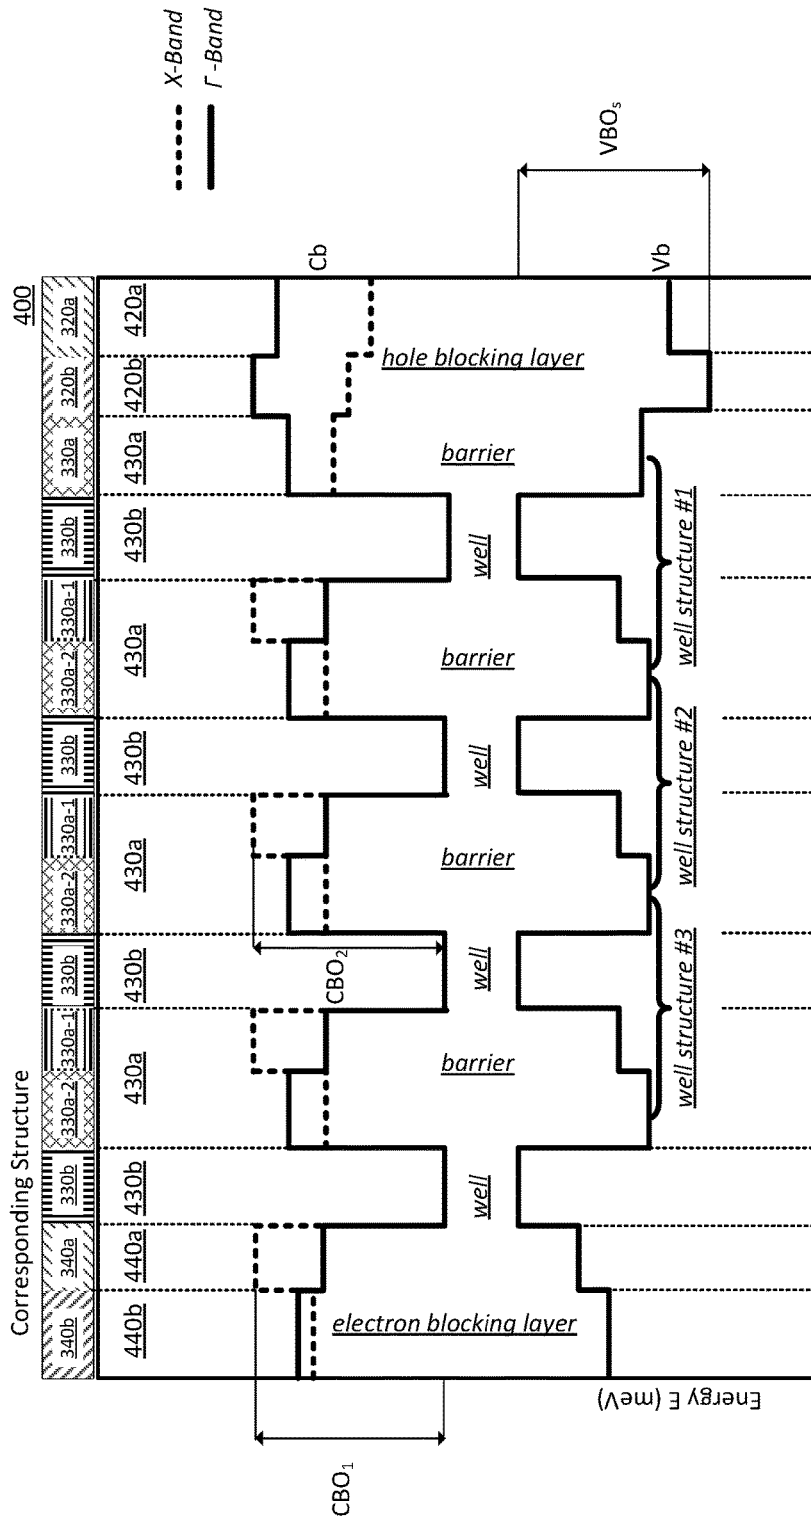 Corresponding Structure
400
340b
340a
330b
330a-2
330a-1
330b
330a-2
330a-1
330b
330a-2
330a-1
330b
330a
320b
320a
440b
440a
430b
430a
430b
430a
430b
430a
430b
430a
420b
420a
X-Band
Γ-Band
CBO1
CBO2
Cb
electron blocking layer
well
barrier
well
barrier
well
barrier
well
barrier
hole blocking layer
VBOs
Vb
well structure #3
well structure #2
well structure #1
Energy E (meV)